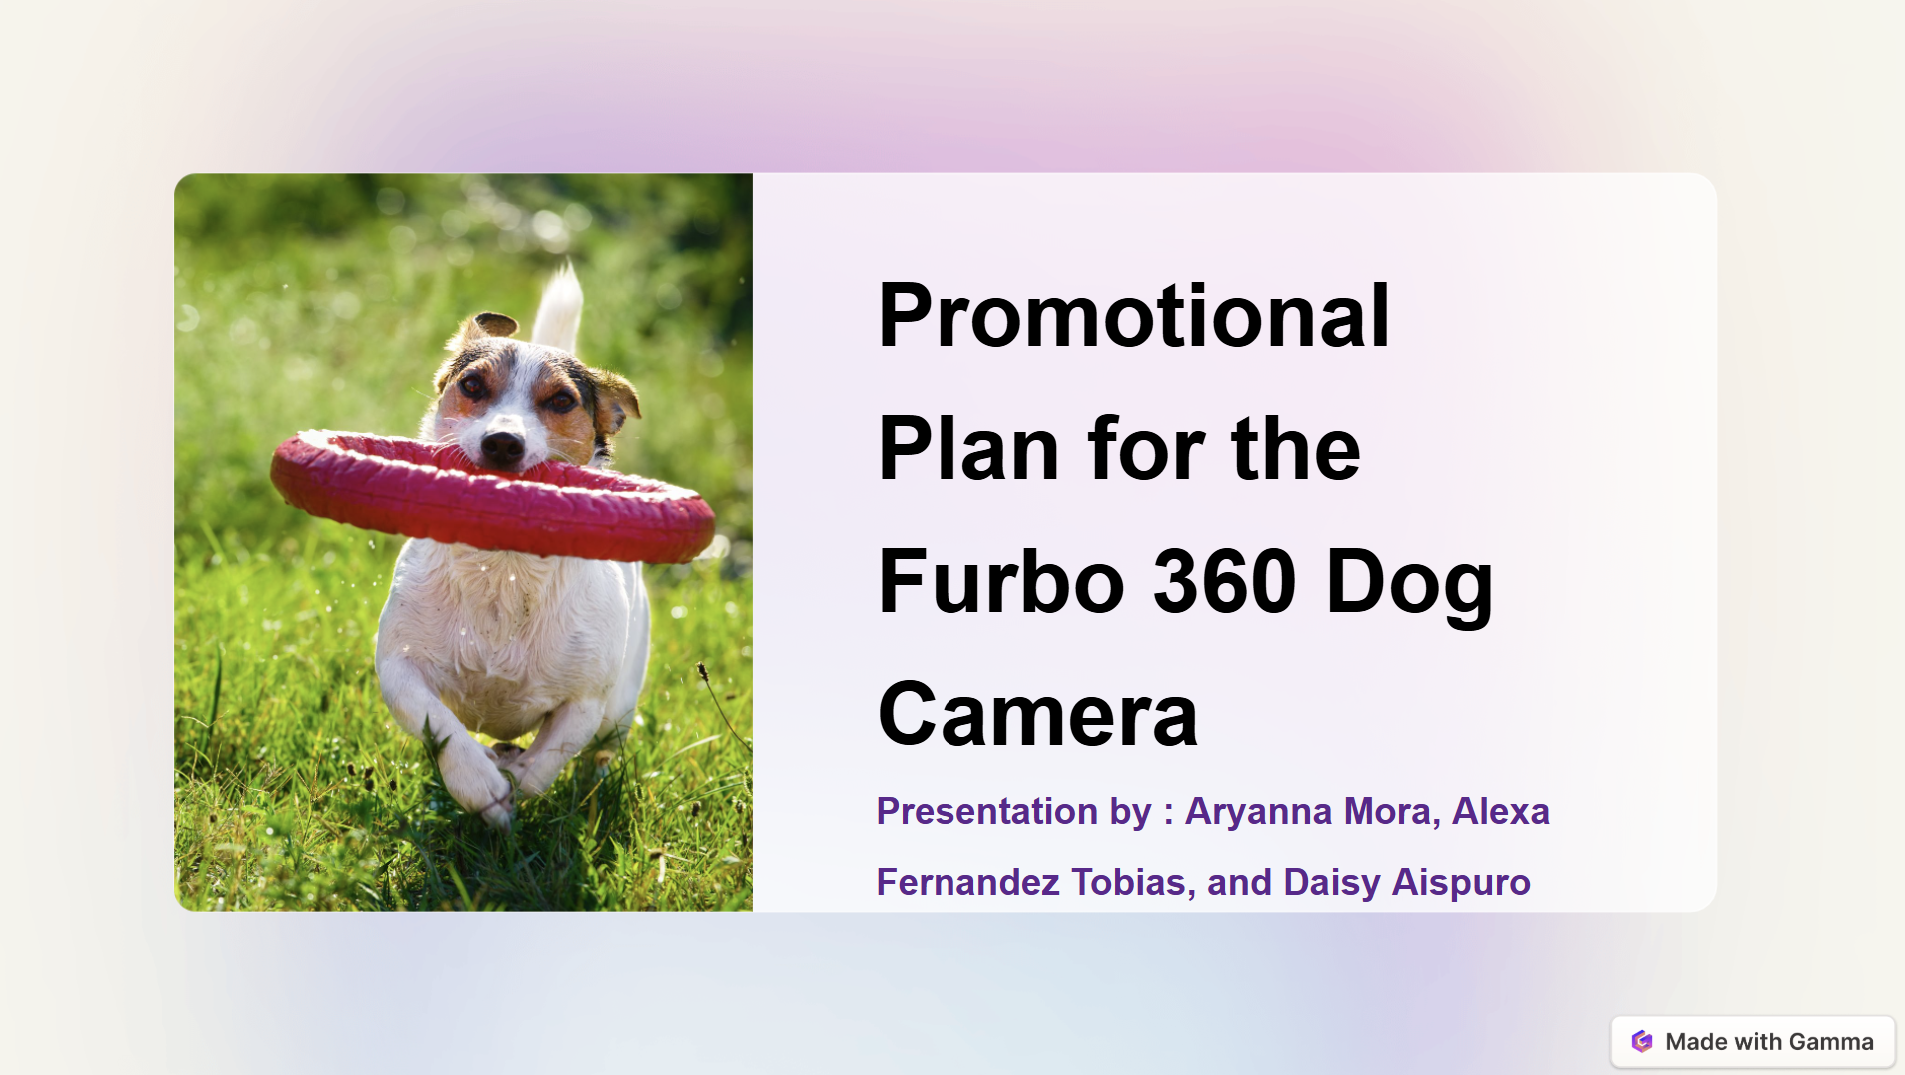 Promotional
Plan for the
Furbo 360 Dog
Camera
Presentation by : Aryanna Mora, Alexa
Fernandez Tobias, and Daisy Aispuro
Made with Gamma